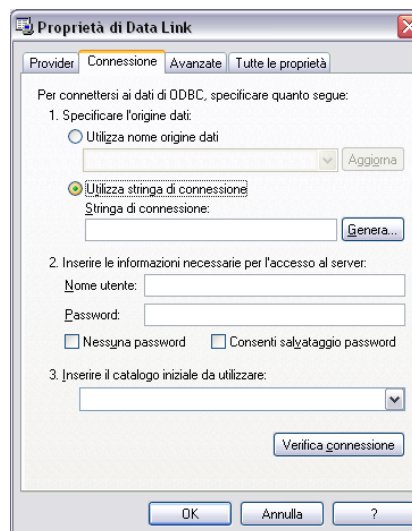 Proprietà di Data Link
Provider Connessione Avanzate Tutte le proprietà
Per connettersi ai dati di ODBC, specificare quanto segue:
1. Specificare l'origine dati:
Utilizza nome origine dati
Aggiorna
Utilizza stringa di connessione
Stringa di connessione:
Genera...
2. Inserire le informazioni necessarie per l'accesso al server:
Nome utente:
Password:
Nessuna password Consenti salvataggio password
3. Inserire il catalogo iniziale da utilizzare:
Verifica connessione
OK Annulla ?